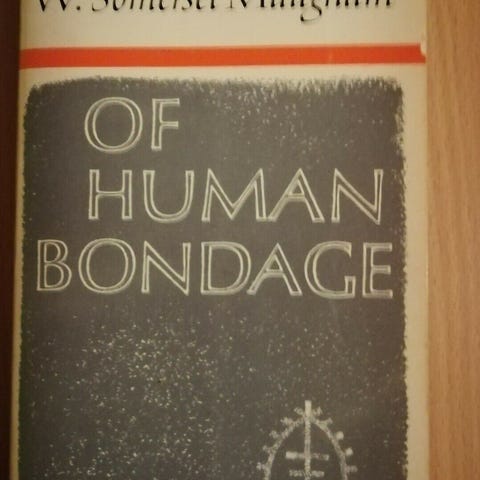 W. Somerset Maugham
OF
HUMAN
BONDAGE